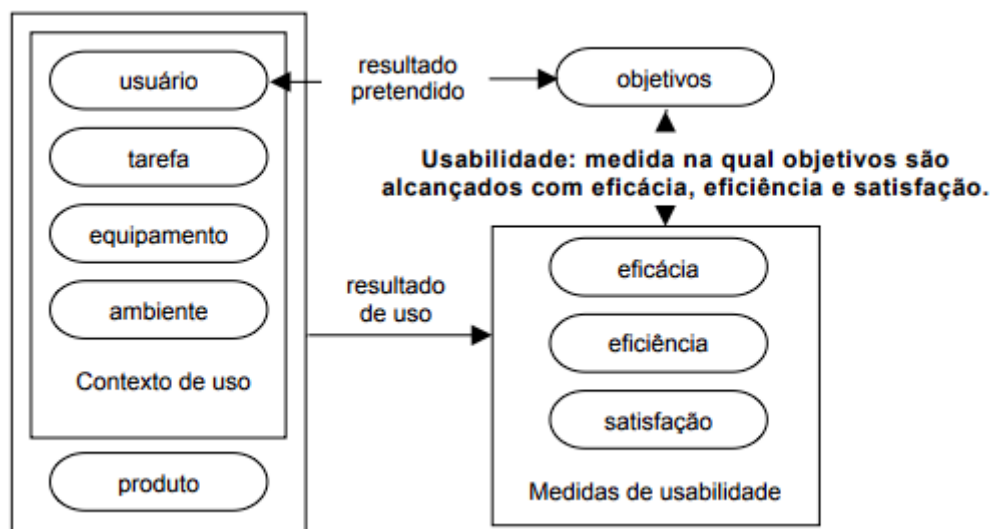 usuário
tarefa
equipamento
ambiente
Contexto de uso
produto
resultado
pretendido
objetivos
Usabilidade: medida na qual objetivos são
alcançados com eficácia, eficiência e satisfação.
resultado
de uso
eficácia
eficiência
satisfação
Medidas de usabilidade